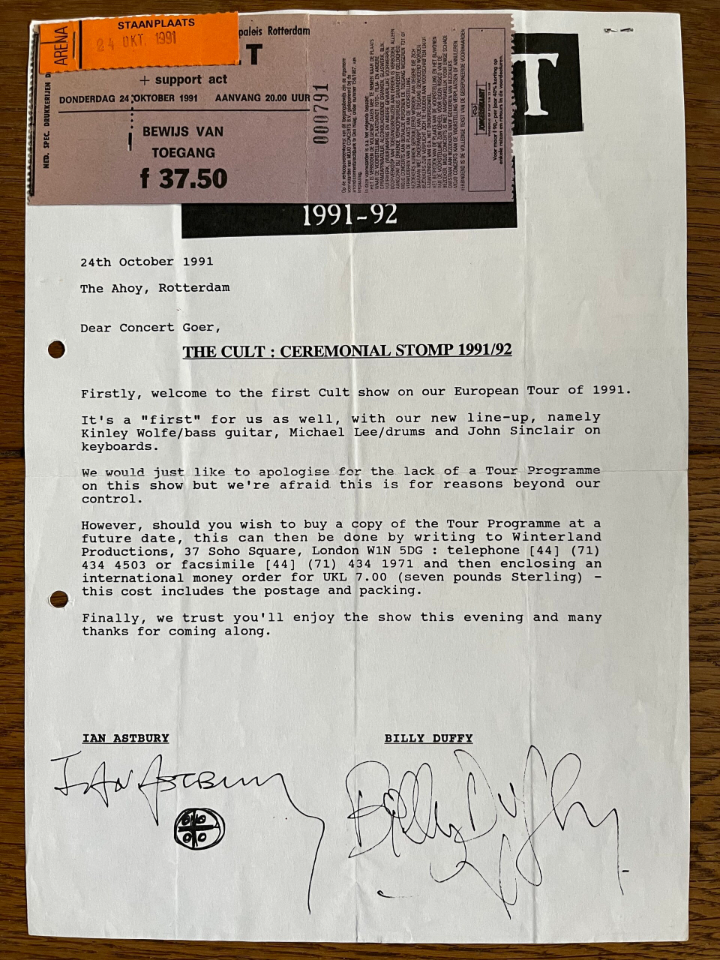 STAANPLAATS
ARENA
24 OKT. 1991
paleis Rotterdam
T
+ support act
DONDERDAG 24 OKTOBER 1991 AANVANG 20.00 UUR
BEWIJS VAN
TOEGANG
f 37.50
NED. SPEC. DRUKKERIJEN
000791
T
1991-92
24th October 1991
The Ahoy, Rotterdam
Dear Concert Goer,
THE CULT : CEREMONIAL STOMP 1991/92
Firstly, welcome to the first Cult show on our European Tour of 1991.
It's a "first" for us as well, with our new line-up, namely
Kinley Wolfe/bass guitar, Michael Lee/drums and John Sinclair on
keyboards.
We would just like to apologise for the lack of a Tour Programme
on this show but we're afraid this is for reasons beyond our
control.
However, should you wish to buy a copy of the Tour Programme at a
future date, this can then be done by writing to Winterland
Productions, 37 Soho Square, London W1N 5DG : telephone [44] (71)
434 4503 or facsimile [44] (71) 434 1971 and then enclosing an
international money order for UKL 7.00 (seven pounds Sterling) -
this cost includes the postage and packing.
Finally, we trust you'll enjoy the show this evening and many
thanks for coming along.
IAN ASTBURY BILLY DUFFY
IAN ASTBURY Billy Duffy